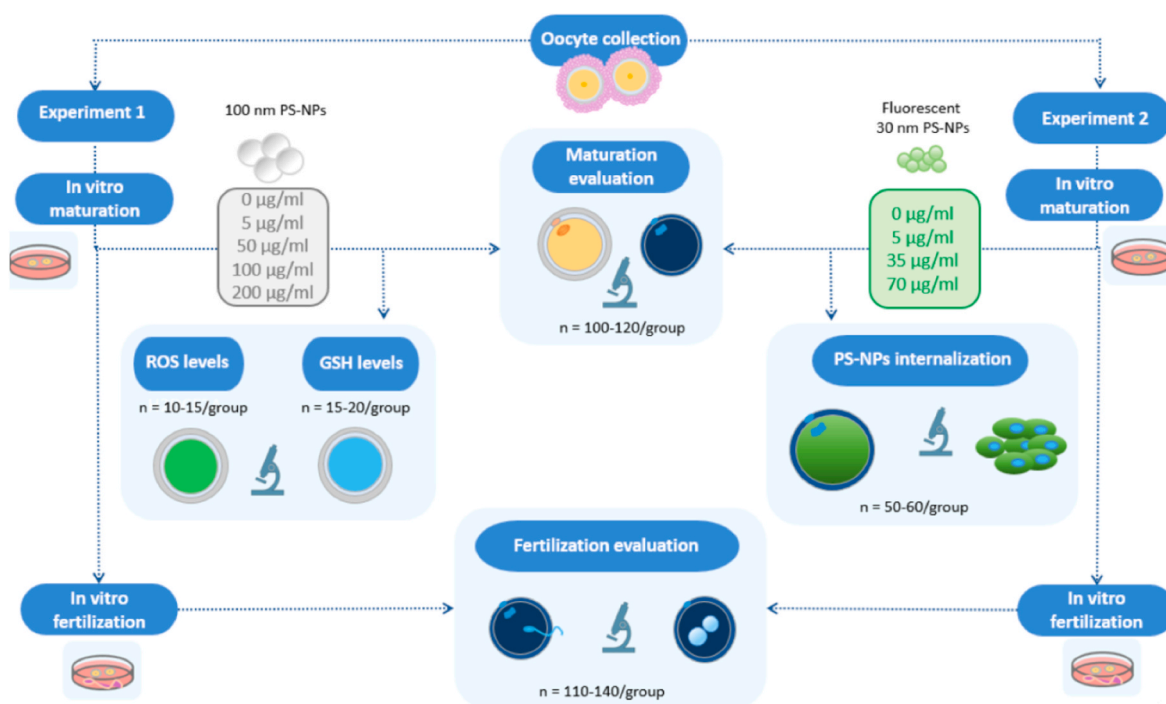 Oocyte collection
Experiment 1
100 nm PS-NPs
Fluorescent
30 nm PS-NPs
Experiment 2
In vitro
maturation
0 µg/ml
5 µg/ml
50 µg/ml
100 µg/ml
200 µg/ml
Maturation
evaluation
n = 100-120/group
0 µg/ml
5 µg/ml
35 µg/ml
70 µg/ml
In vitro
maturation
ROS levels
n = 10-15/group
GSH levels
n = 15-20/group
PS-NPs internalization
n = 50-60/group
In vitro
fertilization
Fertilization evaluation
n = 110-140/group
In vitro
fertilization